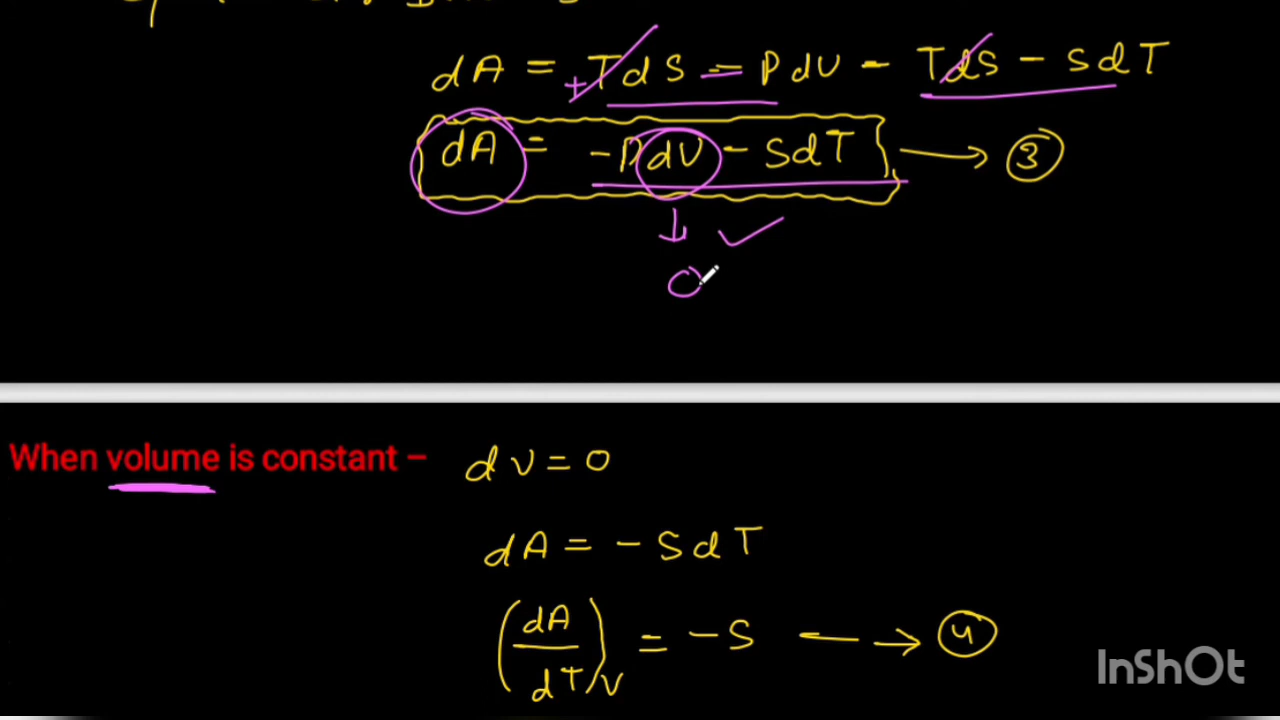 dA = +TdS - PdV - TdS - SdT
dA = -PdV - SdT → 3
0
When volume is constant – dV = 0
dA = - SdT
(dA/dT)V = -S → 4
InShOt